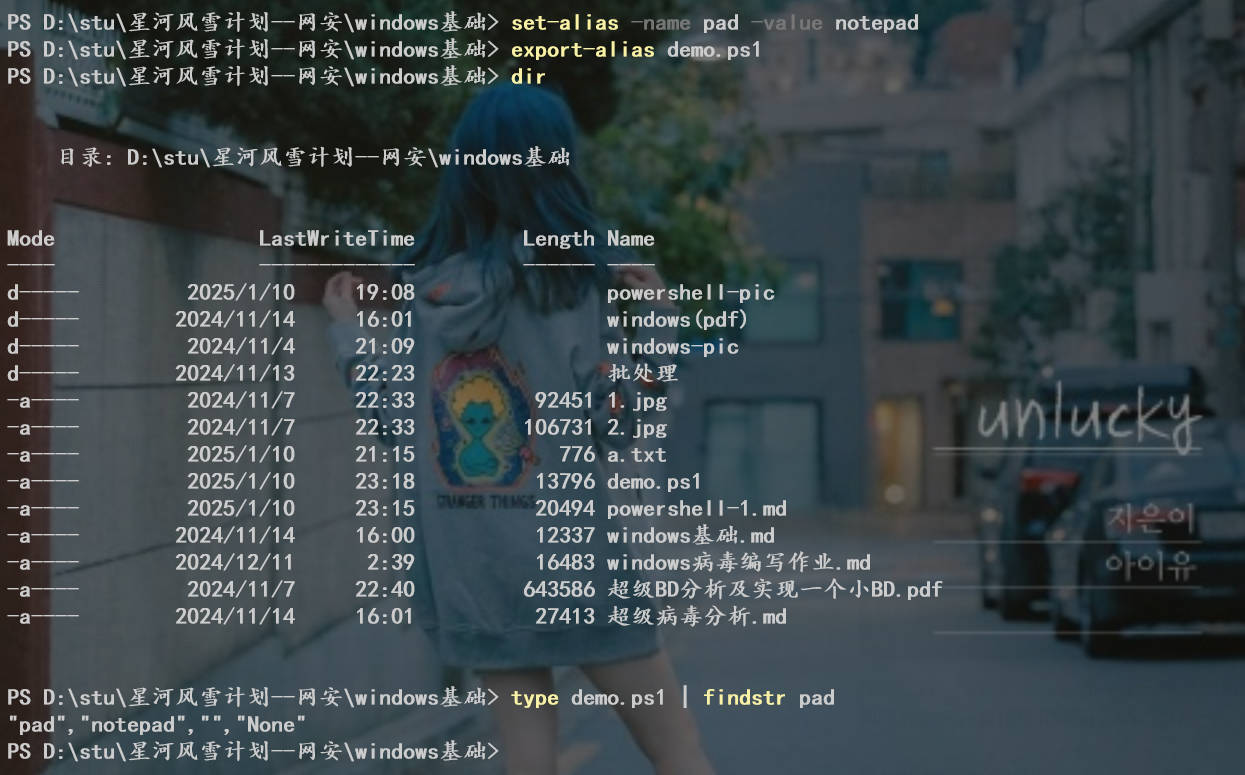 PS D:\stu\星河风雪计划--网安\windows基础> set-alias -name pad -value notepad
PS D:\stu\星河风雪计划--网安\windows基础> export-alias demo.ps1
PS D:\stu\星河风雪计划--网安\windows基础> dir
目录: D:\stu\星河风雪计划--网安\windows基础
Mode LastWriteTime Length Name
---- ------------- ------ ----
d----- 2025/1/10 19:08 powershell-pic
d----- 2024/11/14 16:01 windows(pdf)
d----- 2024/11/4 21:09 windows-pic
d----- 2024/11/13 22:23 批处理
-a---- 2024/11/7 22:33 92451 1.jpg
-a---- 2024/11/7 22:33 106731 2.jpg
-a---- 2025/1/10 21:15 776 a.txt
-a---- 2025/1/10 23:18 13796 demo.ps1
-a---- 2025/1/10 23:15 20494 powershell-1.md
-a---- 2024/11/14 16:00 12337 windows基础.md
-a---- 2024/12/11 2:39 16483 windows病毒编写作业.md
-a---- 2024/11/7 22:40 643586 超级BD分析及实现一个小BD.pdf
-a---- 2024/11/14 16:01 27413 超级病毒分析.md
PS D:\stu\星河风雪计划--网安\windows基础> type demo.ps1 | findstr pad
"pad","notepad","","None"
PS D:\stu\星河风雪计划--网安\windows基础>
unlucky
지은이
아이유
STRANGER THINGS